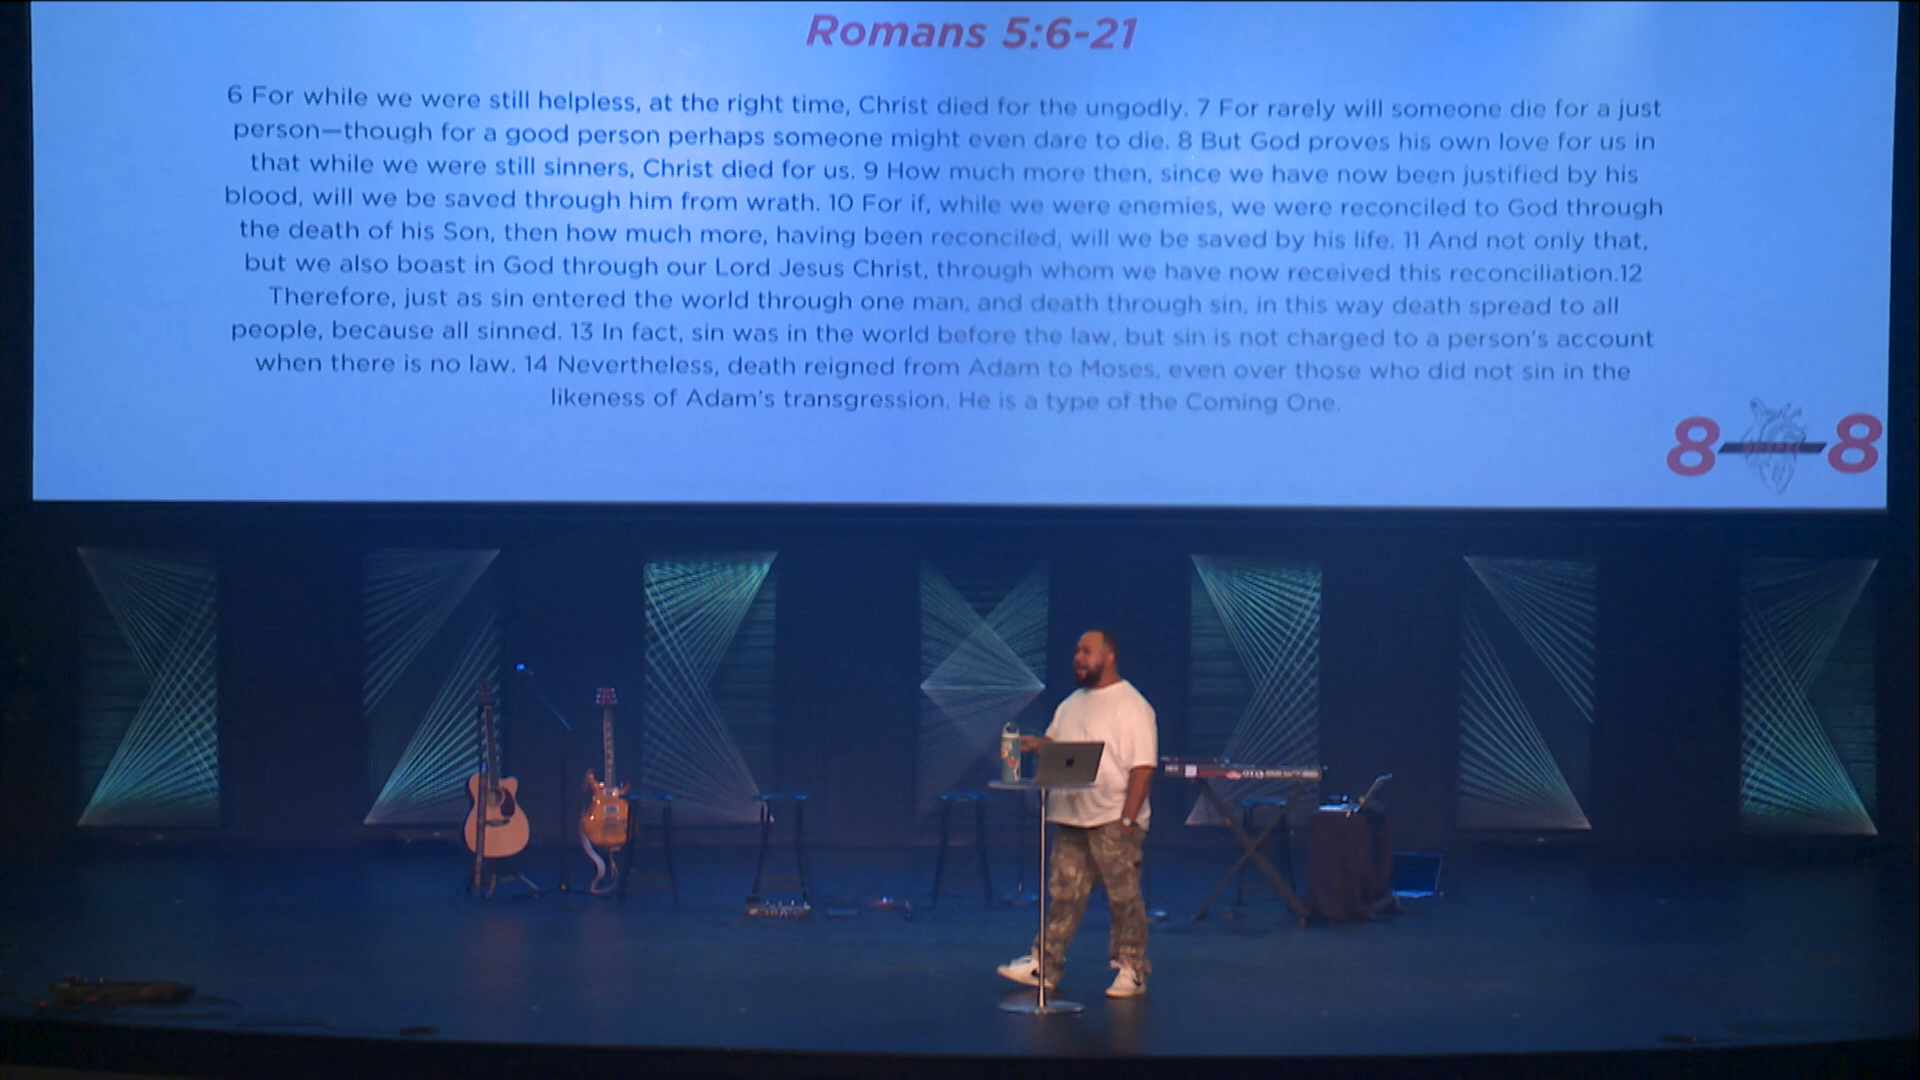 Romans 5:6-21
6 For while we were still helpless, at the right time, Christ died for the ungodly. 7 For rarely will someone die for a just
person—though for a good person perhaps someone might even dare to die. 8 But God proves his own love for us in
that while we were still sinners, Christ died for us. 9 How much more then, since we have now been justified by his
blood, will we be saved through him from wrath. 10 For if, while we were enemies, we were reconciled to God through
the death of his Son, then how much more, having been reconciled, will we be saved by his life. 11 And not only that,
but we also boast in God through our Lord Jesus Christ, through whom we have now received this reconciliation.12
Therefore, just as sin entered the world through one man, and death through sin, in this way death spread to all
people, because all sinned. 13 In fact, sin was in the world before the law, but sin is not charged to a person's account
when there is no law. 14 Nevertheless, death reigned from Adam to Moses, even over those who did not sin in the
likeness of Adam's transgression. He is a type of the Coming One.
8 8